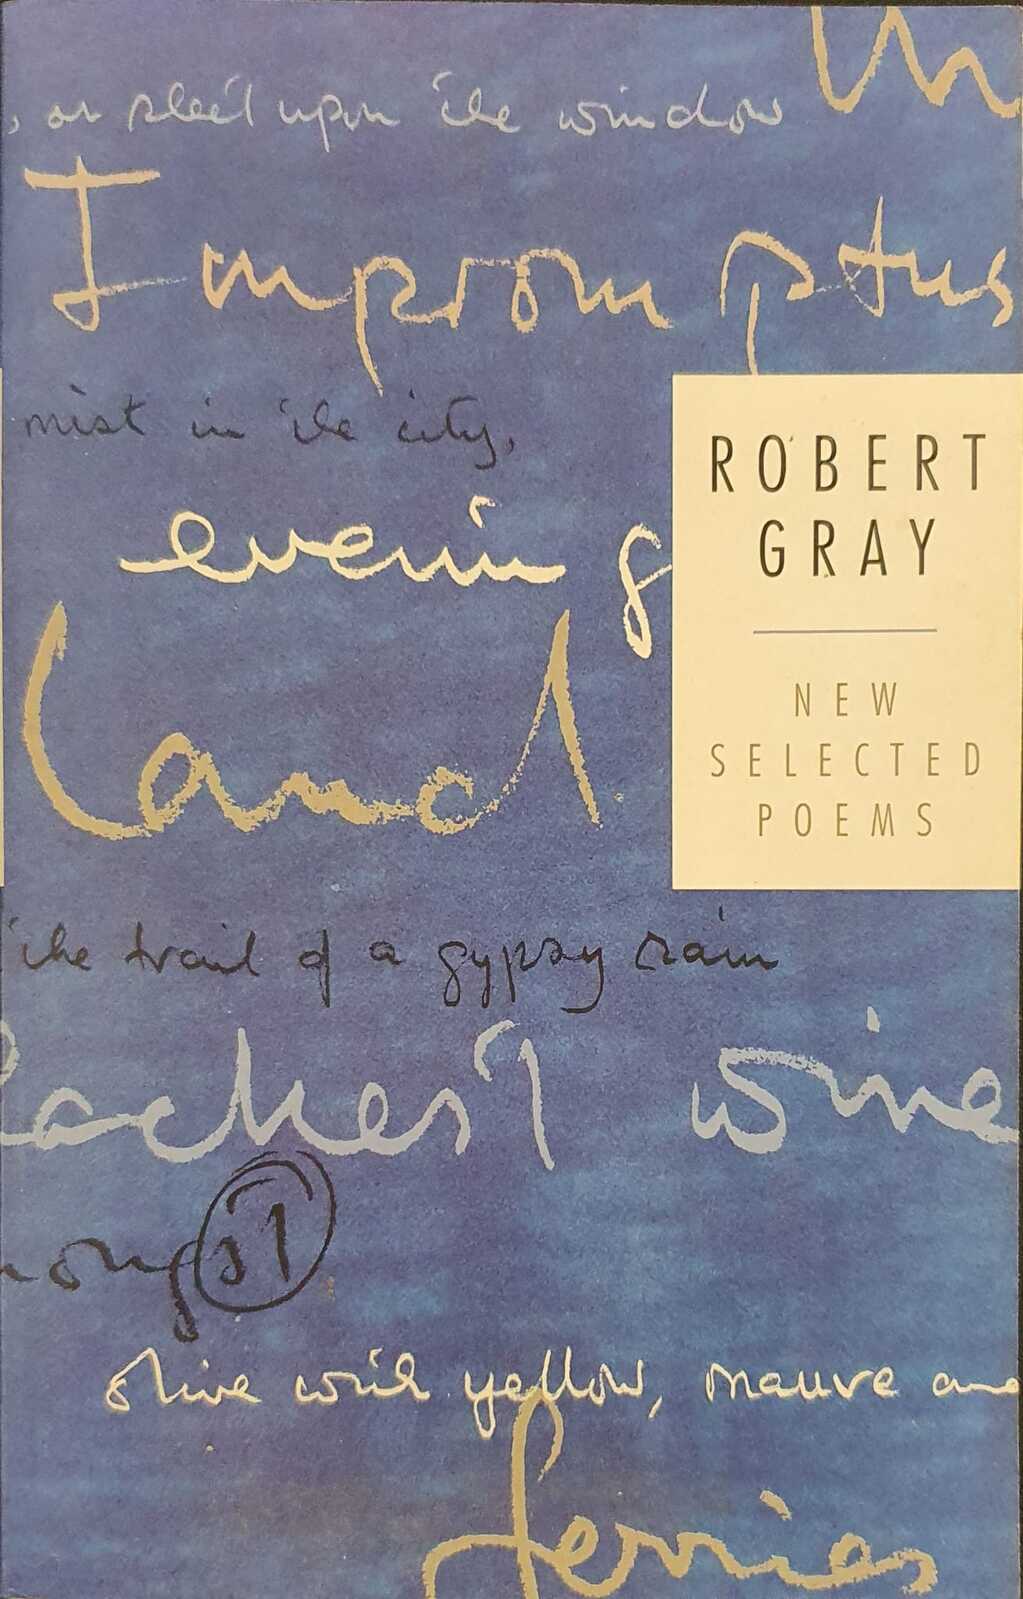 , or sleet upon the window
Impromptus
mist in the city,
evening
land
ROBERT
GRAY
NEW
SELECTED
POEMS
the trail of a gypsy rain
wine
olive with yellow, mauve and
ferries